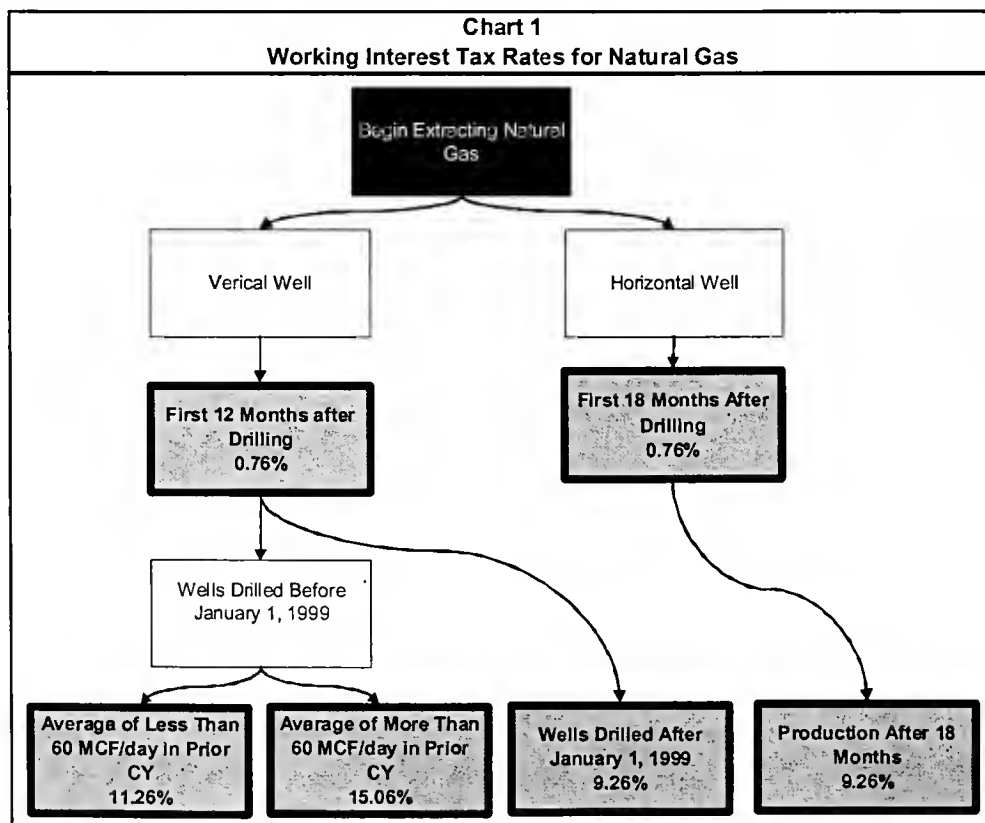 Chart 1
Working Interest Tax Rates for Natural Gas
Begin Extracting Natural
Gas
Verical Well
Horizontal Well
First 12 Months after
Drilling
0.76%
First 18 Months After
Drilling
0.76%
Wells Drilled Before
January 1, 1999
Averaga of Less Than
60 MCF/day in Prior
CY
11.26%
Avarage of More Than
60 MCF/day in Prior
CY
15.06%
Wells Drilled After
January 1, 1999
9.26%
Production After 18
Months
9.26%